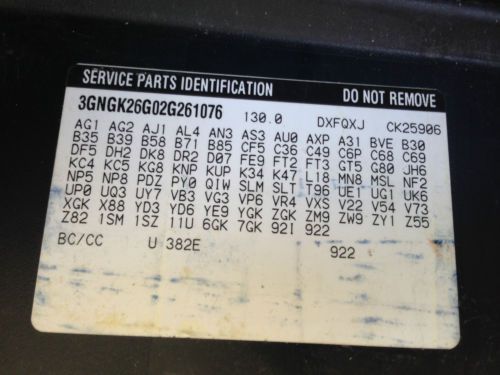 SERVICE PARTS IDENTIFICATION DO NOT REMOVE
3GNGK26G02G261076 130.0 DXFQXJ CK25906
AG1 AG2 AJ1 AL4 AN3 AS3 AU0 AXP A31 BVE B30
B35 B39 B58 B71 B85 CF5 C36 C49 C6P C68 C69
DF5 DH2 DK8 DR2 D07 FE9 FT2 FT3 GT5 G80 JH6
KC4 KC5 KG8 KNP KUP K34 K47 L18 MNM MSL NF2
NP5 NP8 PD7 PY0 QIW SLM SLT T96 UE1 UG1 UK6
UP0 UQ3 UY7 VB3 VG3 VP6 VR4 VXS V22 V54 V73
XGK X88 YD3 YD6 YE9 YGK ZGK ZM9 ZW9 ZY1 Z55
Z82 1SM 1SZ 11U 6GK 7GK 92I 922
BC/CC U 382E 922